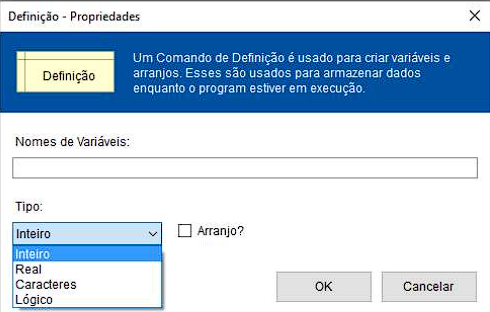 Definição - Propriedades
Definição
Um Comando de Definição é usado para criar variáveis e
arranjos. Esses são usados para armazenar dados
enquanto o program estiver em execução.
Nomes de Variáveis:
Tipo:
Inteiro
Arranjo?
Inteiro
Real
Caracteres
Lógico
OK
Cancelar